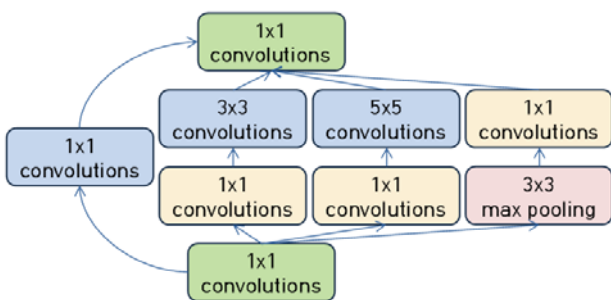 1x1
convolutions
3x3
convolutions
5x5
convolutions
1x1
convolutions
1x1
convolutions
1x1
convolutions
1x1
convolutions
3x3
max pooling
1x1
convolutions